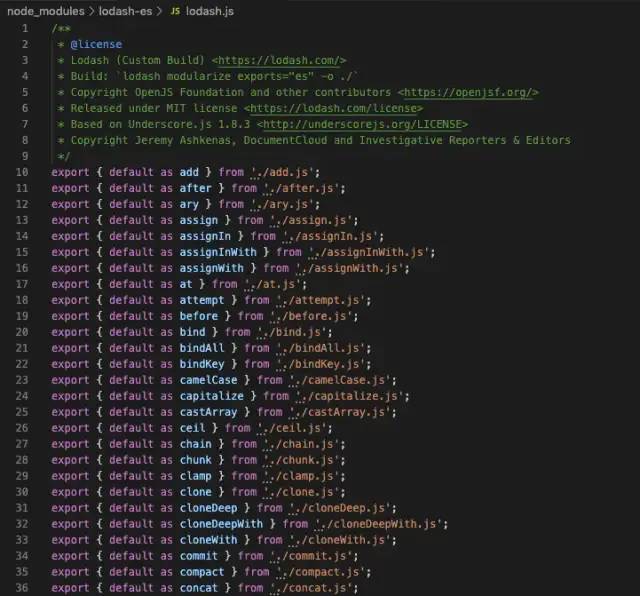 node_modules > lodash-es > JS lodash.js
1 /**
2 * @license
3 * Lodash (Custom Build) <https://lodash.com/>
4 * Build: `lodash modularize exports="es" -o ./`
5 * Copyright OpenJS Foundation and other contributors <https://openjsf.org/>
6 * Released under MIT license <https://lodash.com/license>
7 * Based on Underscore.js 1.8.3 <http://underscorejs.org/LICENSE>
8 * Copyright Jeremy Ashkenas, DocumentCloud and Investigative Reporters & Editors
9 */
10 export { default as add } from './add.js';
11 export { default as after } from './after.js';
12 export { default as ary } from './ary.js';
13 export { default as assign } from './assign.js';
14 export { default as assignIn } from './assignIn.js';
15 export { default as assignInWith } from './assignInWith.js';
16 export { default as assignWith } from './assignWith.js';
17 export { default as at } from './at.js';
18 export { default as attempt } from './attempt.js';
19 export { default as before } from './before.js';
20 export { default as bind } from './bind.js';
21 export { default as bindAll } from './bindAll.js';
22 export { default as bindKey } from './bindKey.js';
23 export { default as camelCase } from './camelCase.js';
24 export { default as capitalize } from './capitalize.js';
25 export { default as castArray } from './castArray.js';
26 export { default as ceil } from './ceil.js';
27 export { default as chain } from './chain.js';
28 export { default as chunk } from './chunk.js';
29 export { default as clamp } from './clamp.js';
30 export { default as clone } from './clone.js';
31 export { default as cloneDeep } from './cloneDeep.js';
32 export { default as cloneDeepWith } from './cloneDeepWith.js';
33 export { default as cloneWith } from './cloneWith.js';
34 export { default as commit } from './commit.js';
35 export { default as compact } from './compact.js';
36 export { default as concat } from './concat.js';